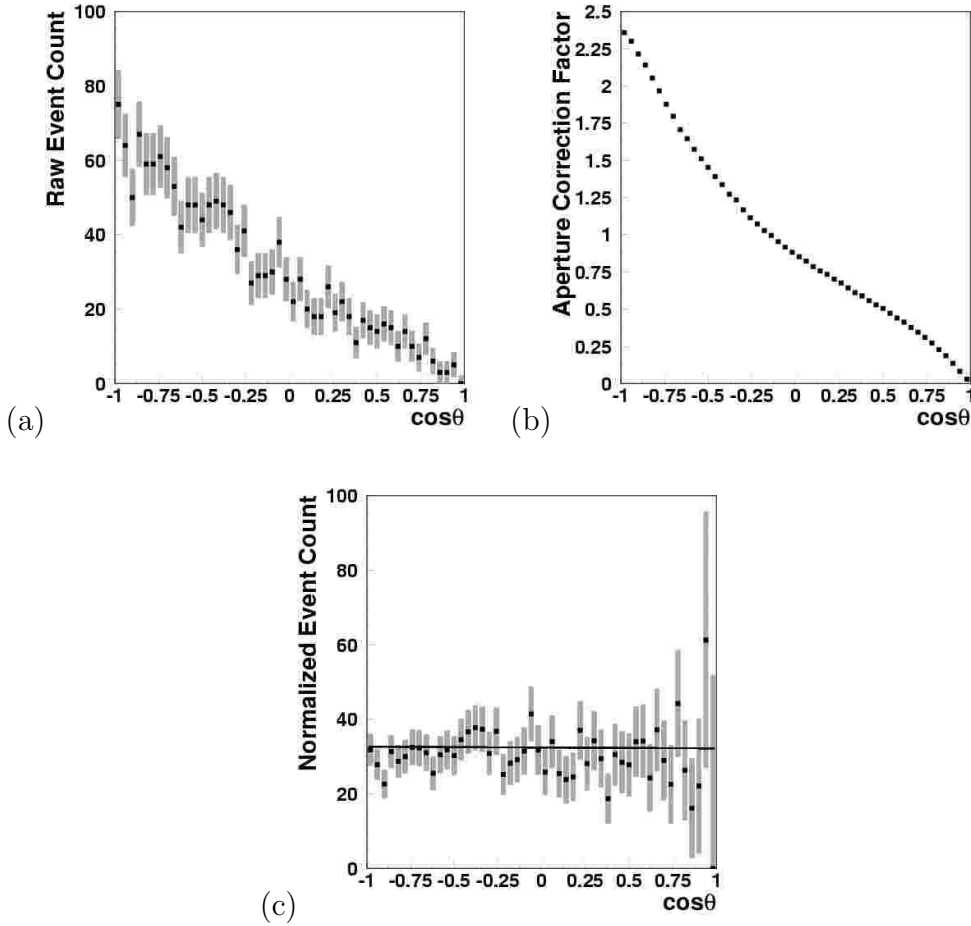 Raw Event Count
100
80
60
40
20
0
-1 -0.75 -0.5 -0.25 0 0.25 0.5 0.75 1
cosθ
(a)
Aperture Correction Factor
2.5
2.25
2
1.75
1.5
1.25
1
0.75
0.5
0.25
0
-1 -0.75 -0.5 -0.25 0 0.25 0.5 0.75 1
cosθ
(b)
Normalized Event Count
100
80
60
40
20
0
-1 -0.75 -0.5 -0.25 0 0.25 0.5 0.75 1
cosθ
(c)